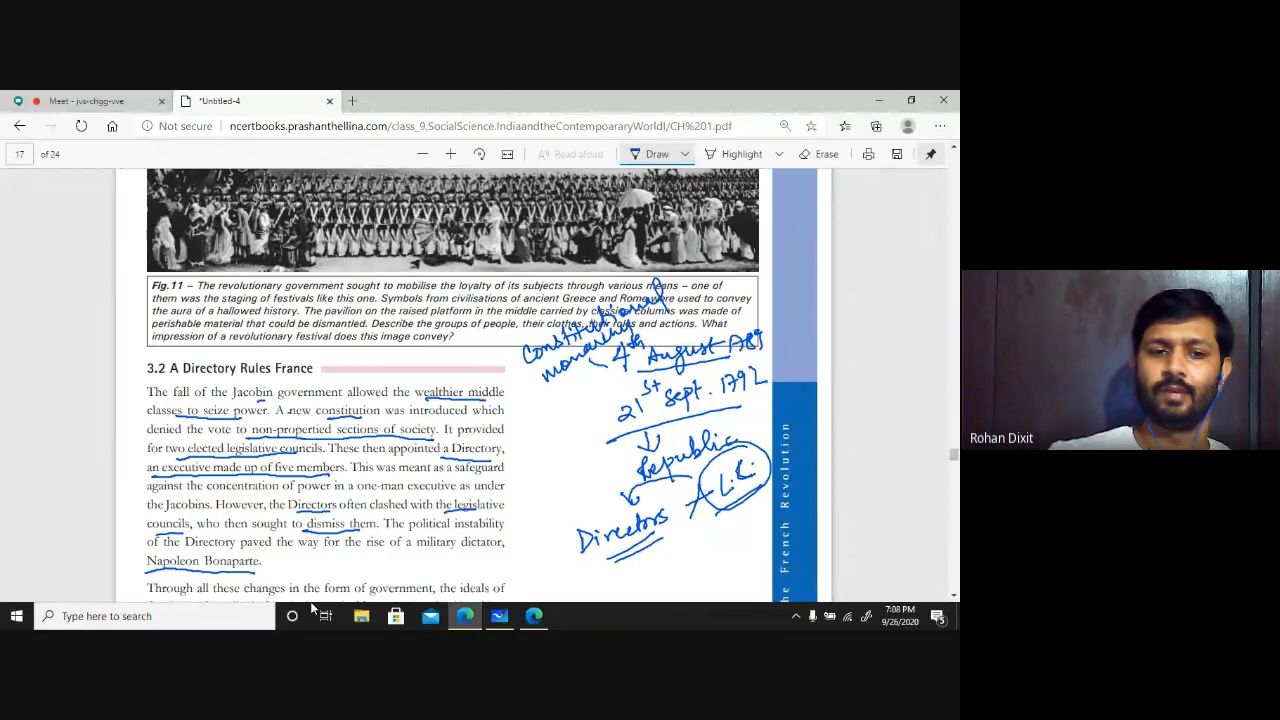 Meet - jvs-chgg-vve
*Untitled-4
Not secure
ncertbooks.prashanthellina.com/class_9.SocialScience.IndiaandtheContempoararyWorldI/CH%201.pdf
17 of 24
Read aloud
Draw
Highlight
Erase
Fig.11 – The revolutionary government sought to mobilise the loyalty of its subjects through various means – one of
them was the staging of festivals like this one. Symbols from civilisations of ancient Greece and Rome were used to convey
the aura of a hallowed history. The pavilion on the raised platform in the middle carried by classical columns was made of
perishable material that could be dismantled. Describe the groups of people, their clothes, their roles and actions. What
impression of a revolutionary festival does this image convey?
Constitutional
monarchy
4th August 1789
21st Sept. 1792
Republic
L.C.
Directors
3.2 A Directory Rules France
The fall of the Jacobin government allowed the wealthier middle
classes to seize power. A new constitution was introduced which
denied the vote to non-propertied sections of society. It provided
for two elected legislative councils. These then appointed a Directory,
an executive made up of five members. This was meant as a safeguard
against the concentration of power in a one-man executive as under
the Jacobins. However, the Directors often clashed with the legislative
councils, who then sought to dismiss them. The political instability
of the Directory paved the way for the rise of a military dictator,
Napoleon Bonaparte.
Through all these changes in the form of government, the ideals of
he French Revolution
Rohan Dixit
Type here to search
7:08 PM
9/26/2020
5